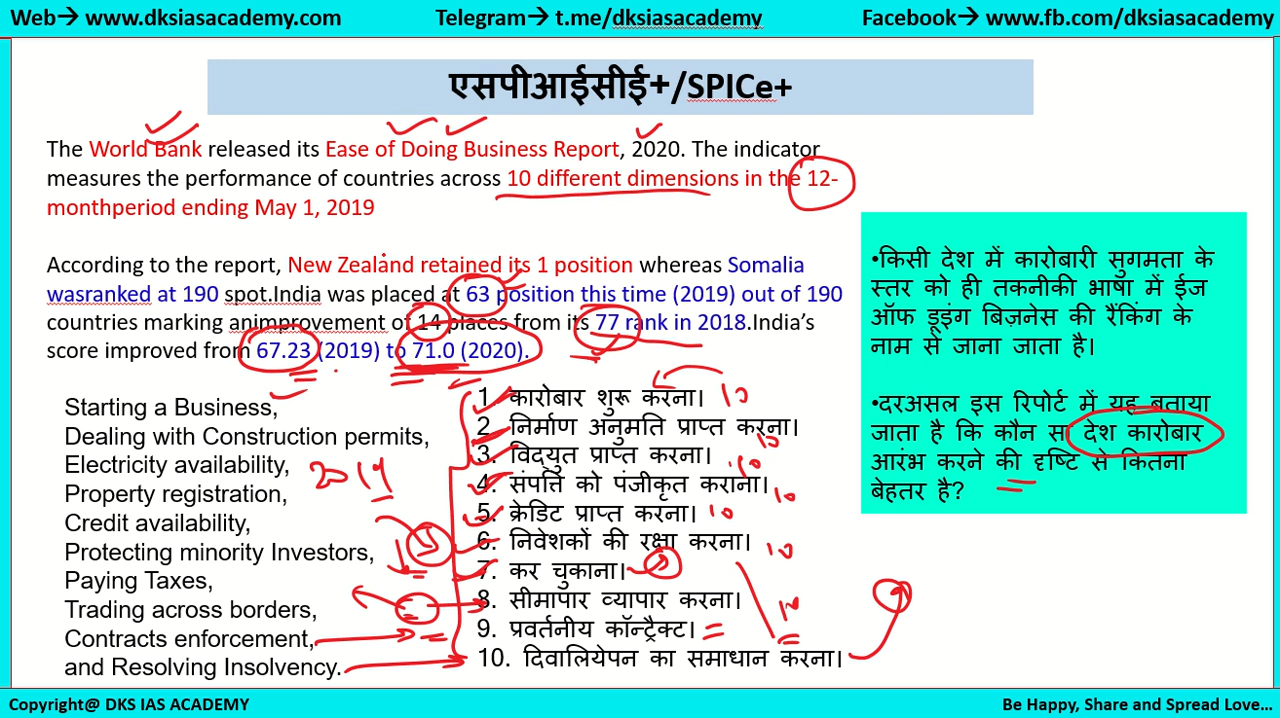 Web→ www.dksiasacademy.com Telegram→ t.me/dksiasacademy Facebook→ www.fb.com/dksiasacademy
एसपीआईसीई+/SPICe+
The World Bank released its Ease of Doing Business Report, 2020. The indicator
measures the performance of countries across 10 different dimensions in the 12-
monthperiod ending May 1, 2019
According to the report, New Zealand retained its 1 position whereas Somalia
wasranked at 190 spot.India was placed at 63 position this time (2019) out of 190
countries marking animprovement of 14 places from its 77 rank in 2018.India's
score improved from 67.23 (2019) to 71.0 (2020).
Starting a Business,
Dealing with Construction permits,
Electricity availability,
Property registration,
Credit availability,
Protecting minority Investors,
Paying Taxes,
Trading across borders,
Contracts enforcement,
and Resolving Insolvency.
2019
1. कारोबार शुरू करना। 10
2. निर्माण अनुमति प्राप्त करना।
3. विद्युत प्राप्त करना। 10
4. संपत्ति को पंजीकृत कराना। 10
5. क्रेडिट प्राप्त करना। 10
6. निवेशकों की रक्षा करना। 10
7. कर चुकाना।
8. सीमापार व्यापार करना। 10
9. प्रवर्तनीय कॉन्ट्रैक्ट।
10. दिवालियेपन का समाधान करना।
•किसी देश में कारोबारी सुगमता के
स्तर को ही तकनीकी भाषा में ईज
ऑफ डूइंग बिज़नेस की रैंकिंग के
नाम से जाना जाता है।
•दरअसल इस रिपोर्ट में यह बताया
जाता है कि कौन स देश कारोबार
आरंभ करने की दृष्टि से कितना
बेहतर है?
Copyright@ DKS IAS ACADEMY Be Happy, Share and Spread Love…